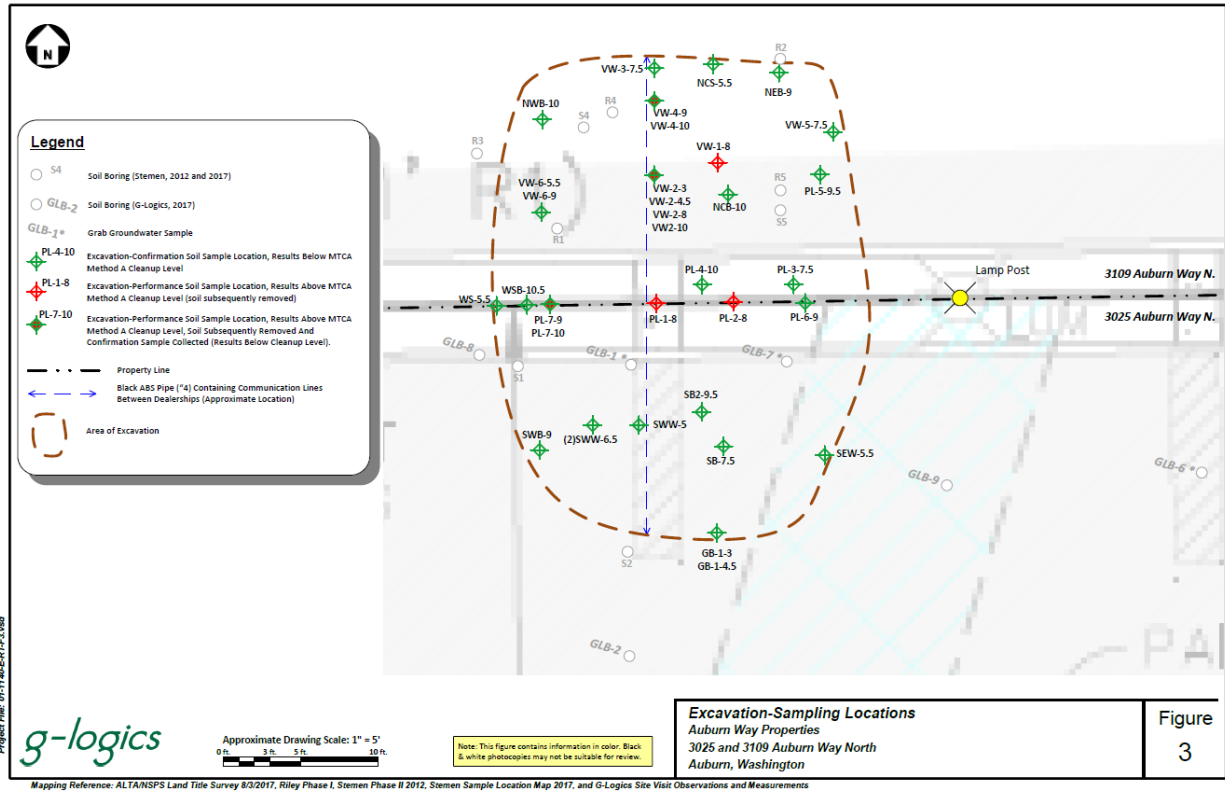 N
Legend
S4 Soil Boring (Stemen, 2012 and 2017)
GLB-2 Soil Boring (G-Logics, 2017)
GLB-1* Grab Groundwater Sample
PL-4-10 Excavation-Confirmation Soil Sample Location, Results Below MTCA
Method A Cleanup Level
PL-1-8 Excavation-Performance Soil Sample Location, Results Above MTCA
Method A Cleanup Level (soil subsequently removed)
PL-7-10 Excavation-Performance Soil Sample Location, Results Above MTCA
Method A Cleanup Level, Soil Subsequently Removed And
Confirmation Sample Collected (Results Below Cleanup Level).
Property Line
Black ABS Pipe ("4) Containing Communication Lines
Between Dealerships (Approximate Location)
Area of Excavation
R2
VW-3-7.5
NCS-5.5
NEB-9
NWB-10
R4
S4
VW-4-9
VW-4-10
VW-5-7.5
R3
VW-1-8
R1)
VW-6-5.5
VW-6-9
VW-2-3
VW-2-4.5
VW-2-8
VW2-10
NCB-10
R5
S5
PL-5-9.5
R1
PL-4-10
PL-3-7.5
Lamp Post
3109 Auburn Way N.
WS-5.5
WSB-10.5
PL-7-9
PL-7-10
PL-1-8
PL-2-8
PL-6-9
3025 Auburn Way N.
GLB-8
GLB-1 *
GLB-7 *
S1
SB2-9.5
SWB-9
(2)SWW-6.5
SWW-5
SB-7.5
SEW-5.5
GLB-9
GLB-6 *
GB-1-3
GB-1-4.5
S2
GLB-2
PA
g-logics
Approximate Drawing Scale: 1" = 5'
0 ft. 3 ft. 5 ft. 10 ft.
Note: This figure contains information in color. Black
& white photocopies may not be suitable for review.
Excavation-Sampling Locations
Auburn Way Properties
3025 and 3109 Auburn Way North
Auburn, Washington
Figure
3
Mapping Reference: ALTA/NSPS Land Title Survey 8/3/2017, Riley Phase I, Stemen Phase II 2012, Stemen Sample Location Map 2017, and G-Logics Site Visit Observations and Measurements